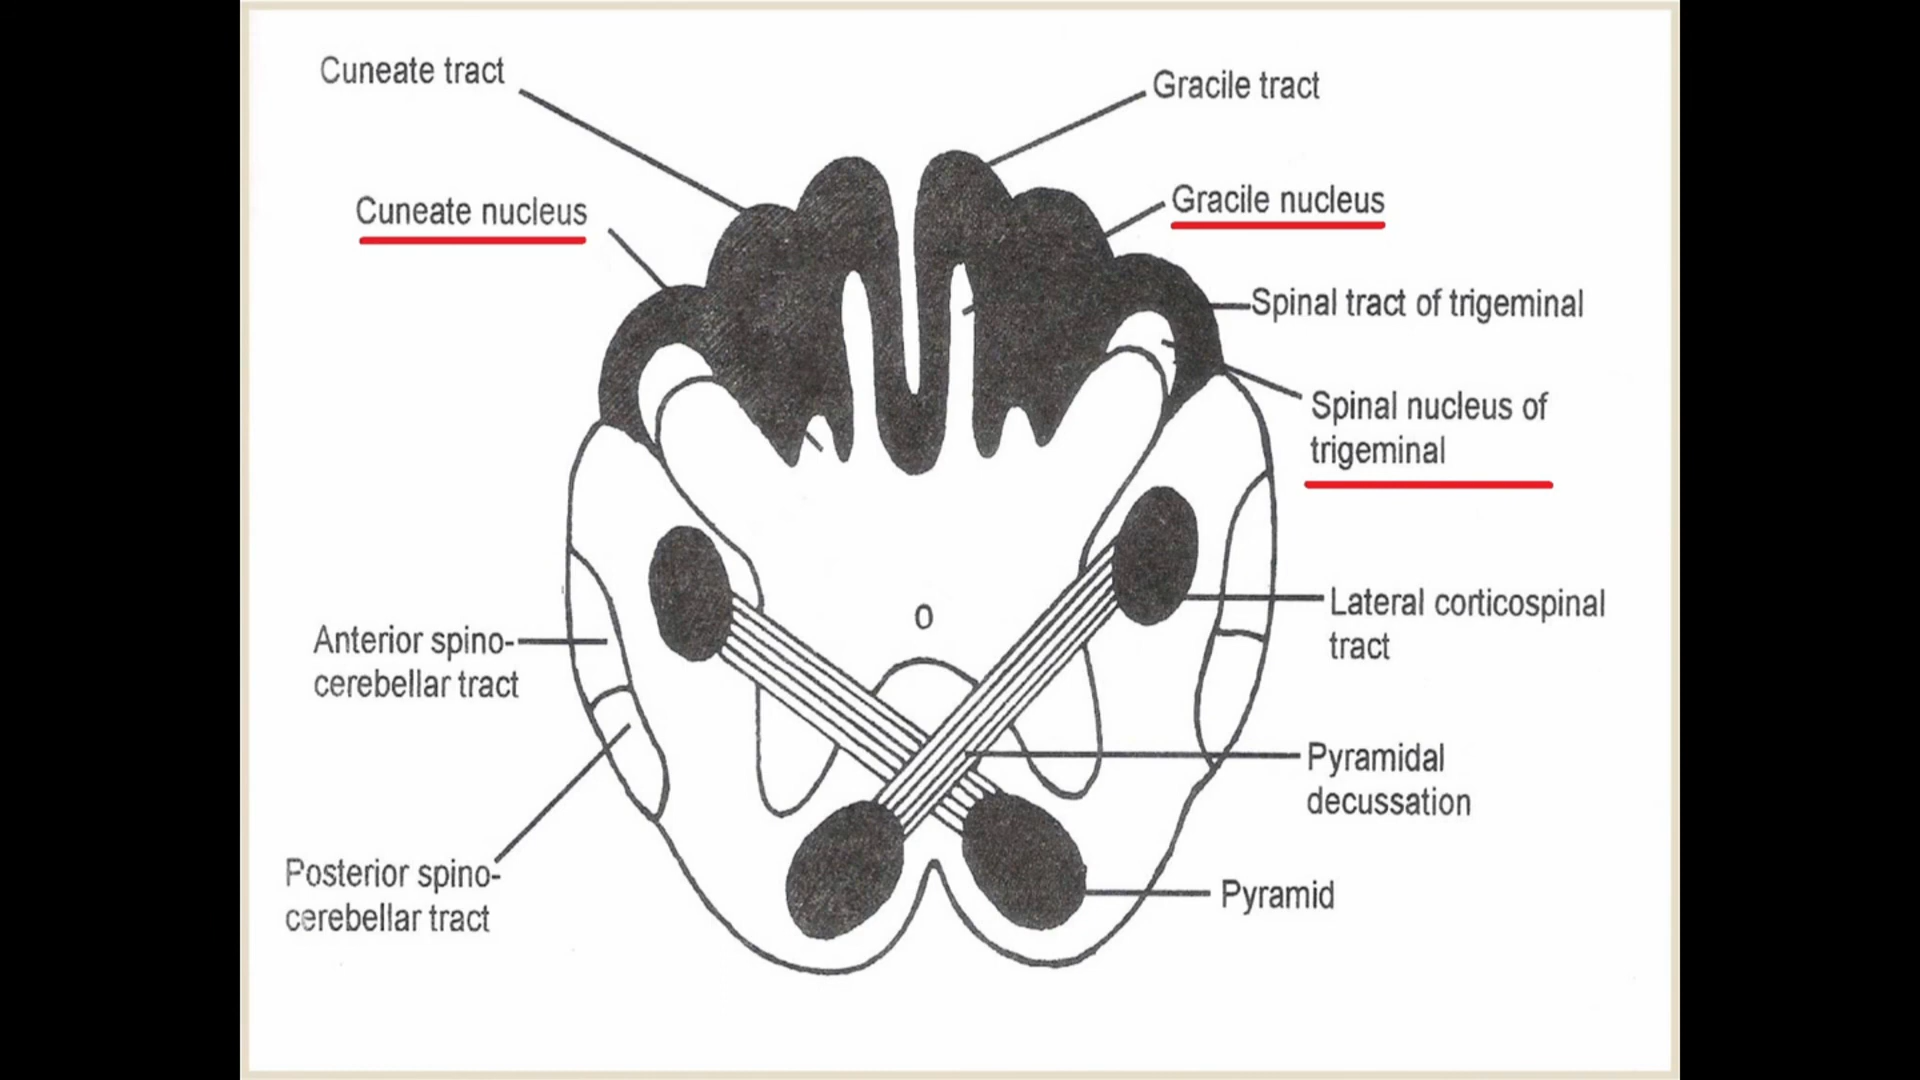 Cuneate tract
Gracile tract
Cuneate nucleus
Gracile nucleus
Spinal tract of trigeminal
Spinal nucleus of
trigeminal
Lateral corticospinal
tract
Anterior spino-
cerebellar tract
Pyramidal
decussation
Posterior spino-
cerebellar tract
Pyramid